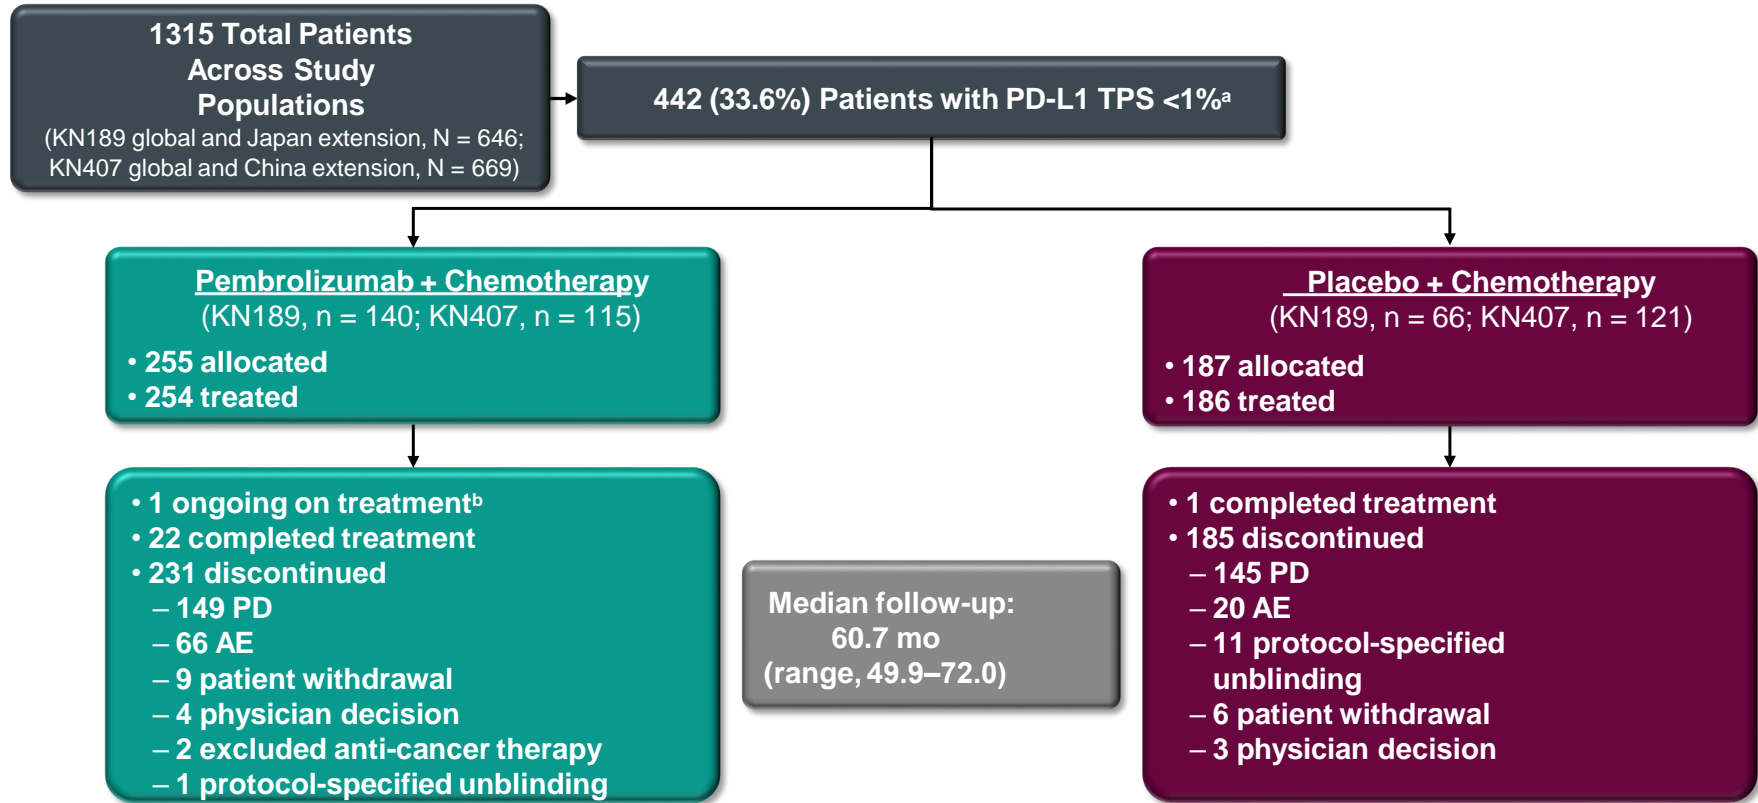 1315 Total Patients
Across Study
Populations
(KN189 global and Japan extension, N = 646;
KN407 global and China extension, N = 669)
442 (33.6%) Patients with PD-L1 TPS <1%ᵃ
Pembrolizumab + Chemotherapy
(KN189, n = 140; KN407, n = 115)
• 255 allocated
• 254 treated
Placebo + Chemotherapy
(KN189, n = 66; KN407, n = 121)
• 187 allocated
• 186 treated
• 1 ongoing on treatmentᵇ
• 22 completed treatment
• 231 discontinued
– 149 PD
– 66 AE
– 9 patient withdrawal
– 4 physician decision
– 2 excluded anti-cancer therapy
– 1 protocol-specified unblinding
Median follow-up:
60.7 mo
(range, 49.9–72.0)
• 1 completed treatment
• 185 discontinued
– 145 PD
– 20 AE
– 11 protocol-specified
unblinding
– 6 patient withdrawal
– 3 physician decision